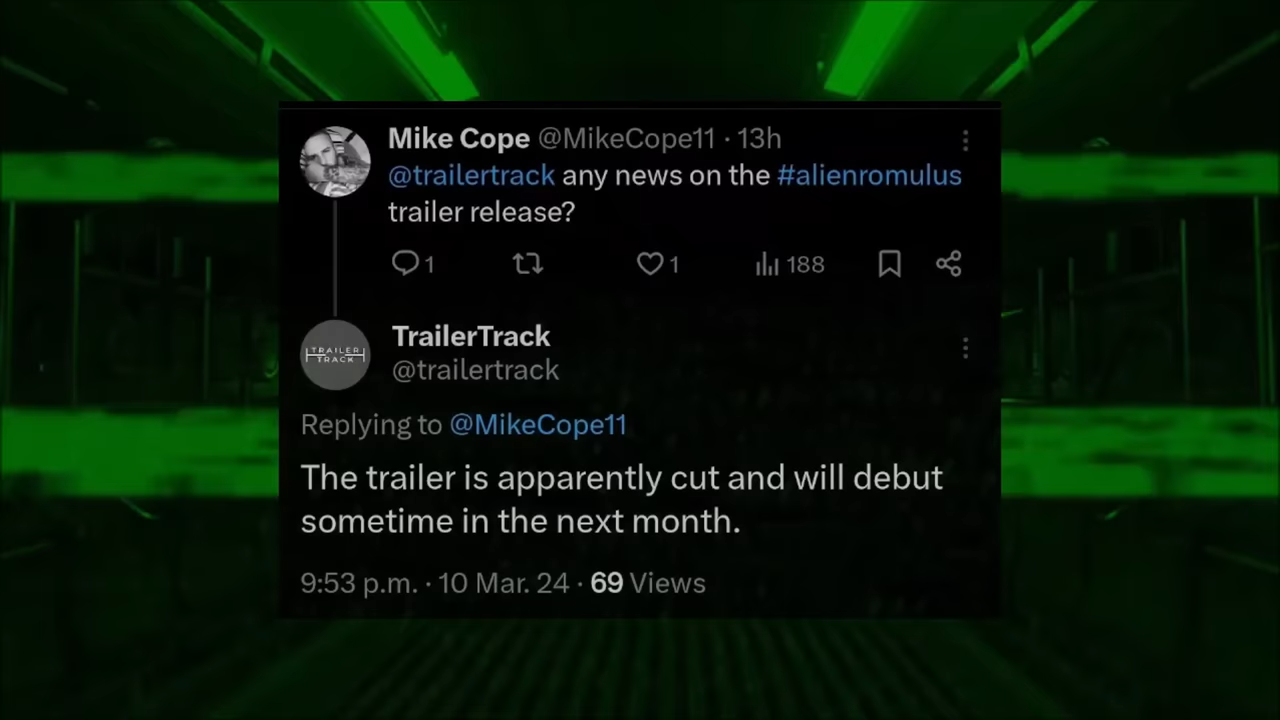 Mike Cope @MikeCope11 · 13h
@trailertrack any news on the #alienromulus
trailer release?
1 1 188
TRAILER
TRACK
TrailerTrack
@trailertrack
Replying to @MikeCope11
The trailer is apparently cut and will debut
sometime in the next month.
9:53 p.m. · 10 Mar. 24 · 69 Views